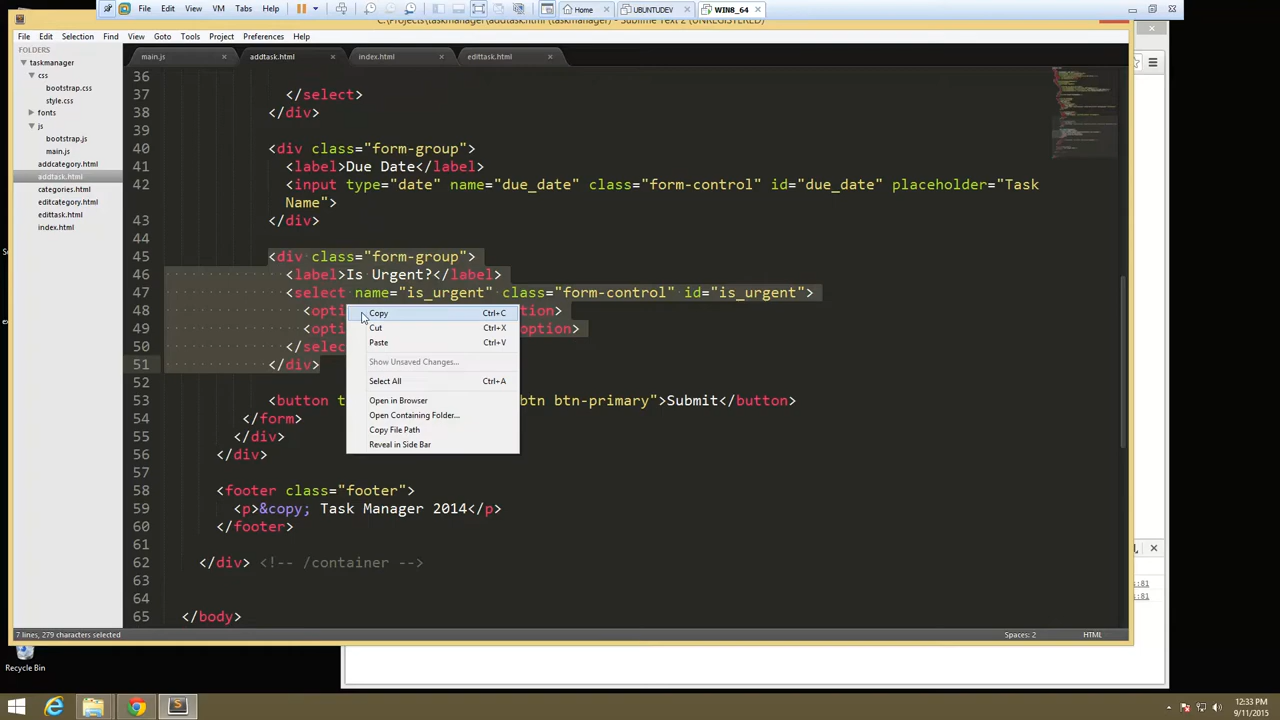 File Edit View VM Tabs Help
Home UBUNTUDEV WIN8_64
C:\Projects\taskmanager\addtask.html (taskmanager) - Sublime Text 2 (UNREGISTERED)
File Edit Selection Find View Goto Tools Project Preferences Help
FOLDERS
taskmanager
css
bootstrap.css
style.css
fonts
js
bootstrap.js
main.js
addcategory.html
addtask.html
categories.html
editcategory.html
edittask.html
index.html
main.js addtask.html index.html edittask.html
36
37 </select>
38 </div>
39
40 <div class="form-group">
41 <label>Due Date</label>
42 <input type="date" name="due_date" class="form-control" id="due_date" placeholder="Task
Name">
43 </div>
44
45 <div class="form-group">
46 <label>Is Urgent?</label>
47 <select name="is_urgent" class="form-control" id="is_urgent">
48 <opti on>
49 <opti option>
50 </selec
51 </div>
52
53 <button t btn btn-primary">Submit</button>
54 </form>
55 </div>
56 </div>
57
58 <footer class="footer">
59 <p>&copy; Task Manager 2014</p>
60 </footer>
61
62 </div> <!-- /container -->
63
64
65 </body>
Copy Ctrl+C
Cut Ctrl+X
Paste Ctrl+V
Show Unsaved Changes...
Select All Ctrl+A
Open in Browser
Open Containing Folder...
Copy File Path
Reveal in Side Bar
7 lines, 279 characters selected
Spaces: 2 HTML
s:81
s:81
Recycle Bin
12:33 PM
9/11/2015